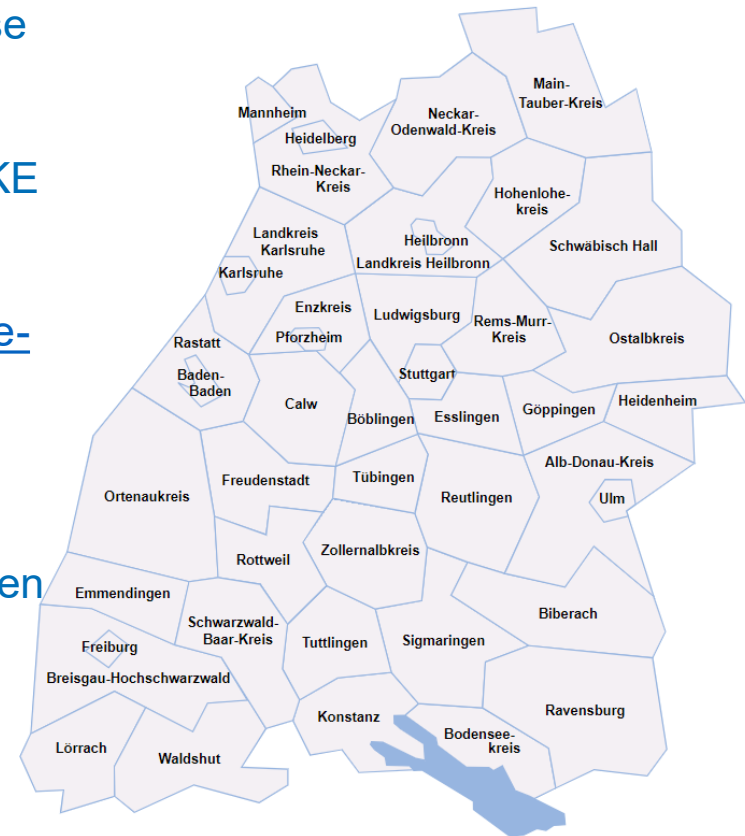 se
KE
e-
en
Main-
Tauber-Kreis
Neckar-
Odenwald-Kreis
Mannheim
Heidelberg
Rhein-Neckar-
Kreis
Hohenlohe-
kreis
Landkreis
Karlsruhe
Heilbronn
Landkreis Heilbronn
Schwäbisch Hall
Karlsruhe
Enzkreis
Ludwigsburg
Rems-Murr-
Kreis
Pforzheim
Ostalbkreis
Rastatt
Baden-
Baden
Stuttgart
Calw
Böblingen
Esslingen
Göppingen
Heidenheim
Alb-Donau-Kreis
Freudenstadt
Tübingen
Ortenaukreis
Reutlingen
Ulm
Rottweil
Zollernalbkreis
Emmendingen
Schwarzwald-
Baar-Kreis
Biberach
Freiburg
Tuttlingen
Sigmaringen
Breisgau-Hochschwarzwald
Konstanz
Ravensburg
Bodensee-
kreis
Lörrach
Waldshut